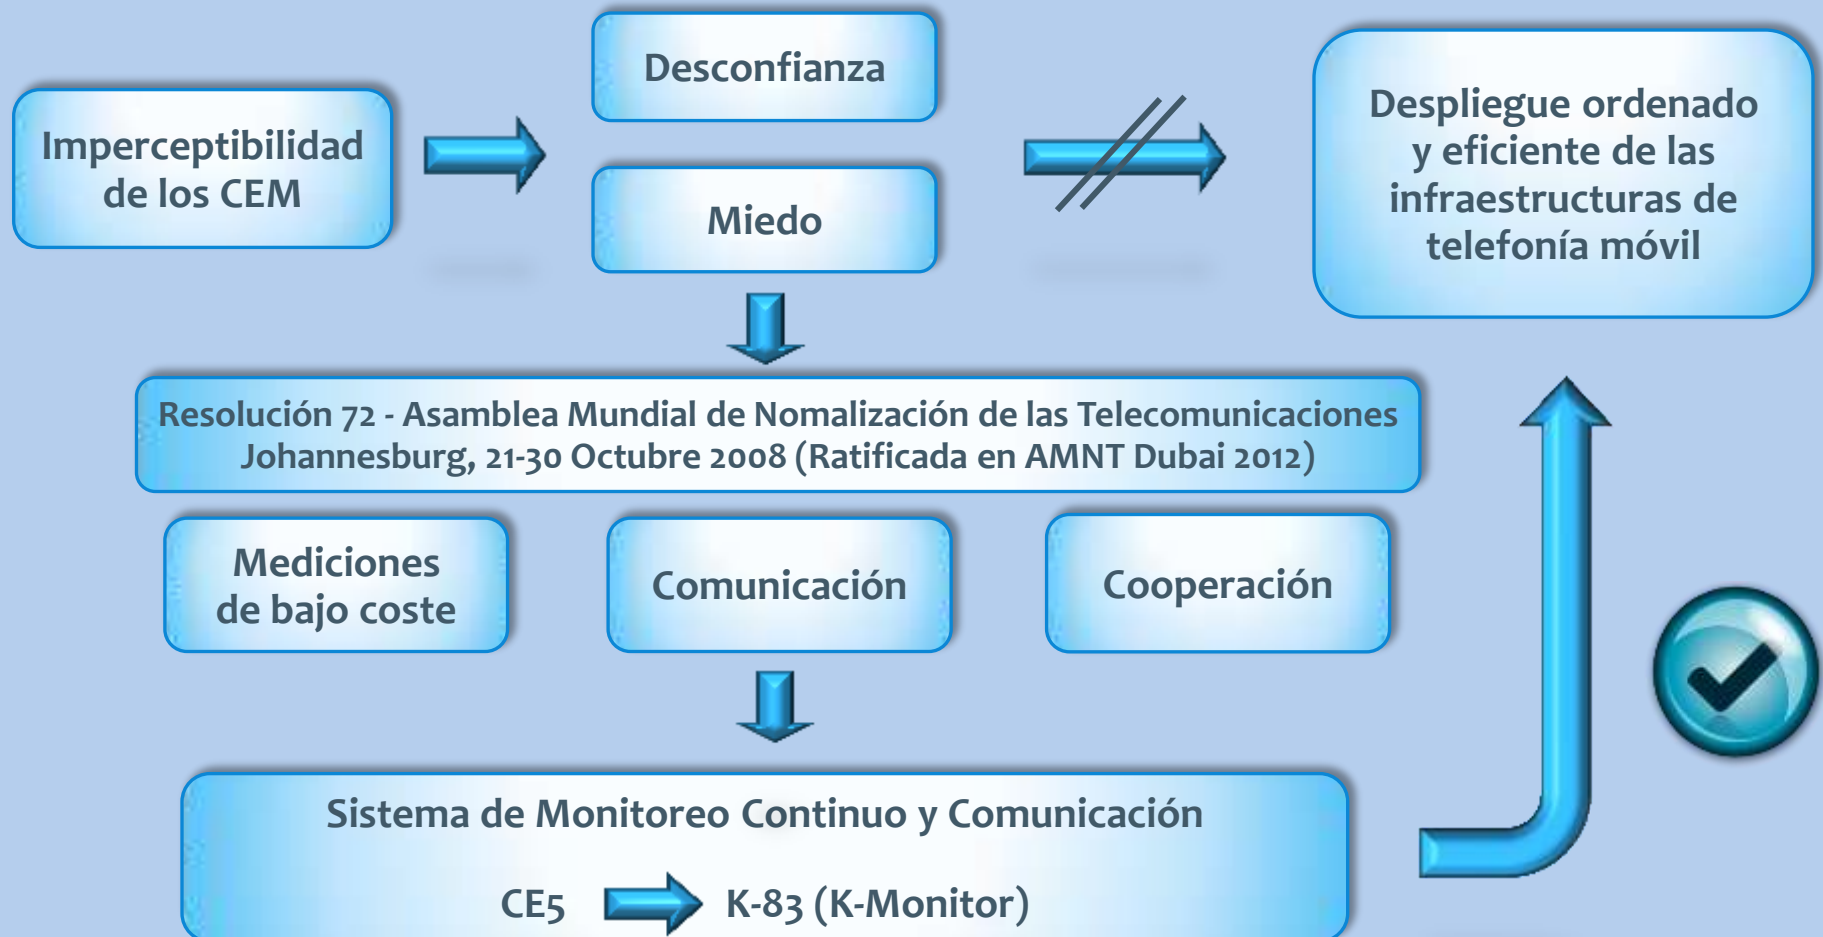 Imperceptibilidad
de los CEM
Desconfianza
Miedo
Despliegue ordenado
y eficiente de las
infraestructuras de
telefonía móvil
Resolución 72 - Asamblea Mundial de Nomalización de las Telecomunicaciones
Johannesburg, 21-30 Octubre 2008 (Ratificada en AMNT Dubai 2012)
Mediciones
de bajo coste
Comunicación
Cooperación
Sistema de Monitoreo Continuo y Comunicación
CE5
K-83 (K-Monitor)